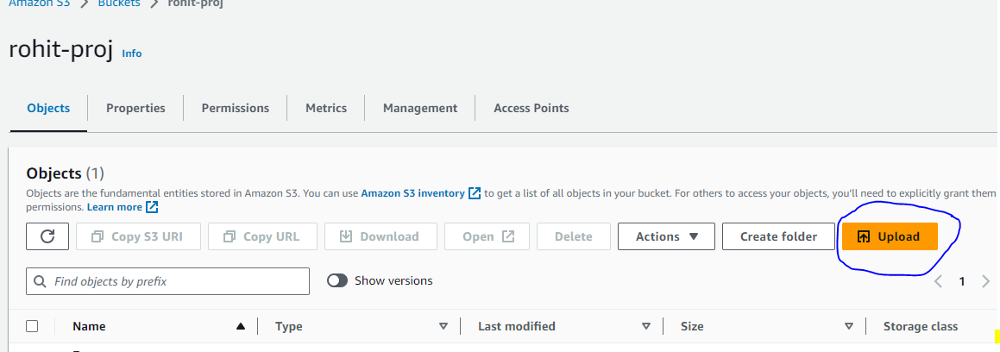 Amazon S3 > Buckets > rohit-proj
rohit-proj Info
Objects Properties Permissions Metrics Management Access Points
Objects (1)
Objects are the fundamental entities stored in Amazon S3. You can use Amazon S3 inventory to get a list of all objects in your bucket. For others to access your objects, you'll need to explicitly grant them
permissions. Learn more
Copy S3 URI Copy URL Download Open Delete Actions Create folder Upload
Find objects by prefix Show versions 1
Name Type Last modified Size Storage class